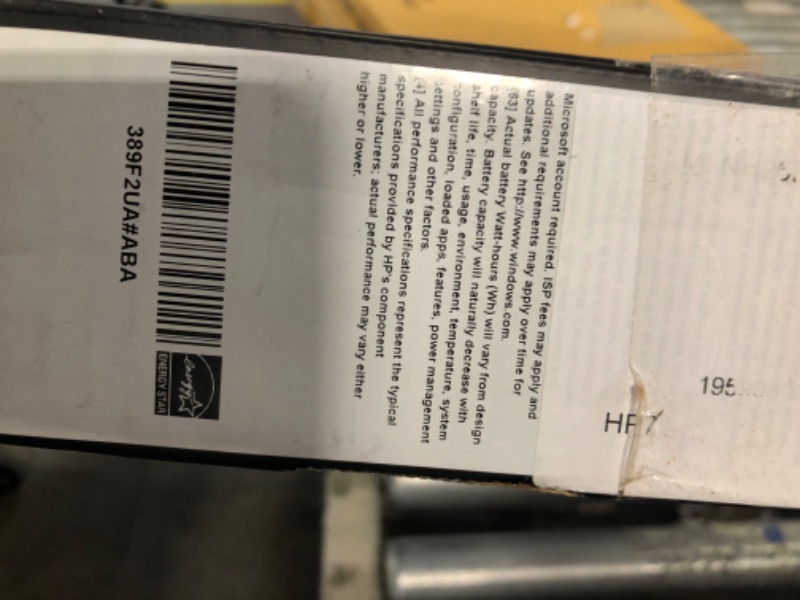 Microsoft account required. ISP fees may apply and
additional requirements may apply over time for
updates. See http://www.windows.com.
[63] Actual battery Watt-hours (Wh) will vary from design
capacity. Battery capacity will naturally decrease with
shelf life, time, usage, environment, temperature, system
configuration, loaded apps, features, power management
settings and other factors.
[4] All performance specifications represent the typical
specifications provided by HP's component
manufacturers; actual performance may vary either
higher or lower.
389F2UA#ABA
energy
ENERGY STAR